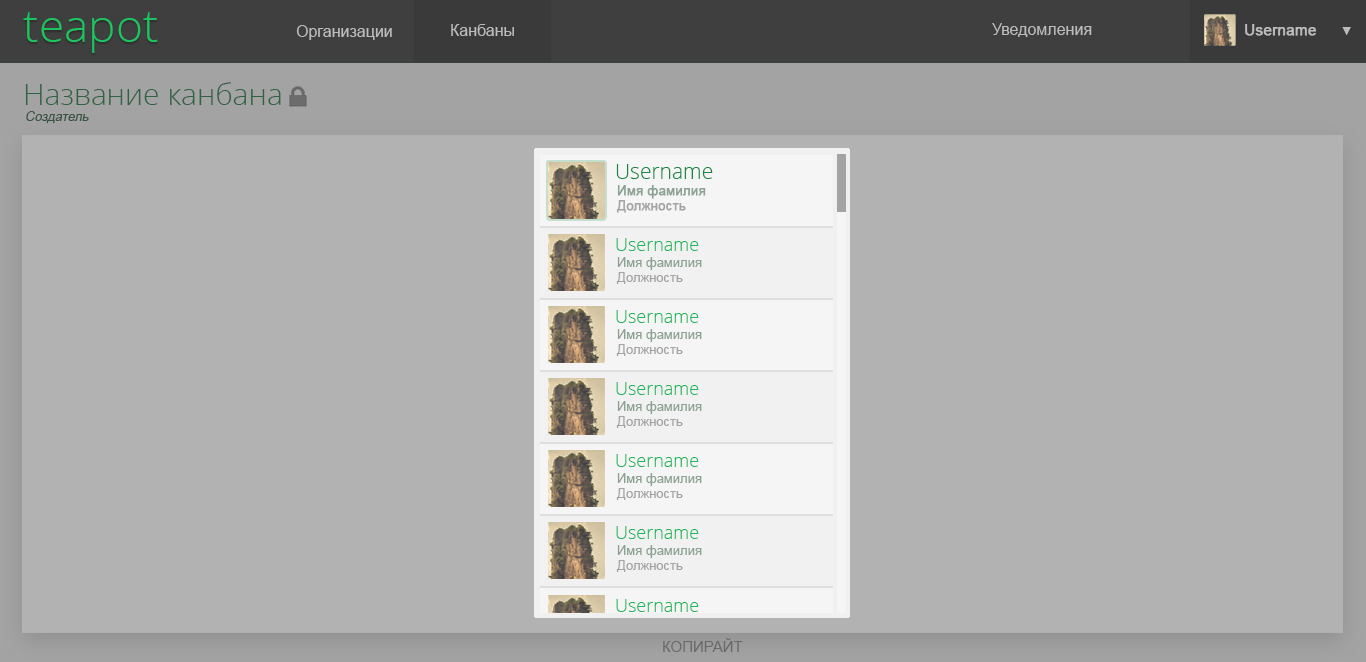 teapot
Организации
Канбаны
Уведомления
Username
Название канбана
Создатель
Username
Имя фамилия
Должность
Username
Имя фамилия
Должность
Username
Имя фамилия
Должность
Username
Имя фамилия
Должность
Username
Имя фамилия
Должность
Username
Имя фамилия
Должность
Username
КОПИРАЙТ